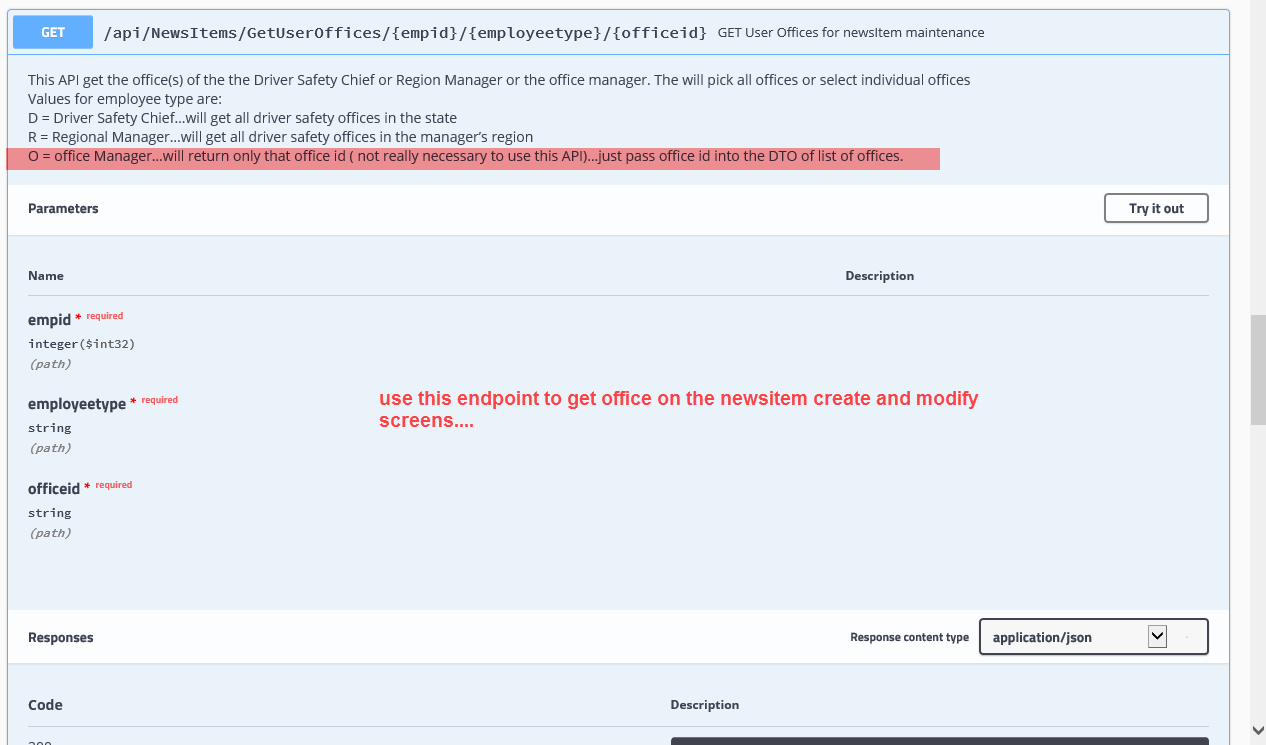 GET /api/NewsItems/GetUserOffices/{empid}/{employeetype}/{officeid} GET User Offices for newsItem maintenance
This API get the office(s) of the the Driver Safety Chief or Region Manager or the office manager. The will pick all offices or select individual offices
Values for employee type are:
D = Driver Safety Chief...will get all driver safety offices in the state
R = Regional Manager...will get all driver safety offices in the manager’s region
O = office Manager...will return only that office id ( not really necessary to use this API)...just pass office id into the DTO of list of offices.
Parameters Try it out
Name Description
empid * required
integer($int32)
(path)
employeetype * required
string
(path)
use this endpoint to get office on the newsitem create and modify
screens....
officeid * required
string
(path)
Responses Response content type application/json
Code Description